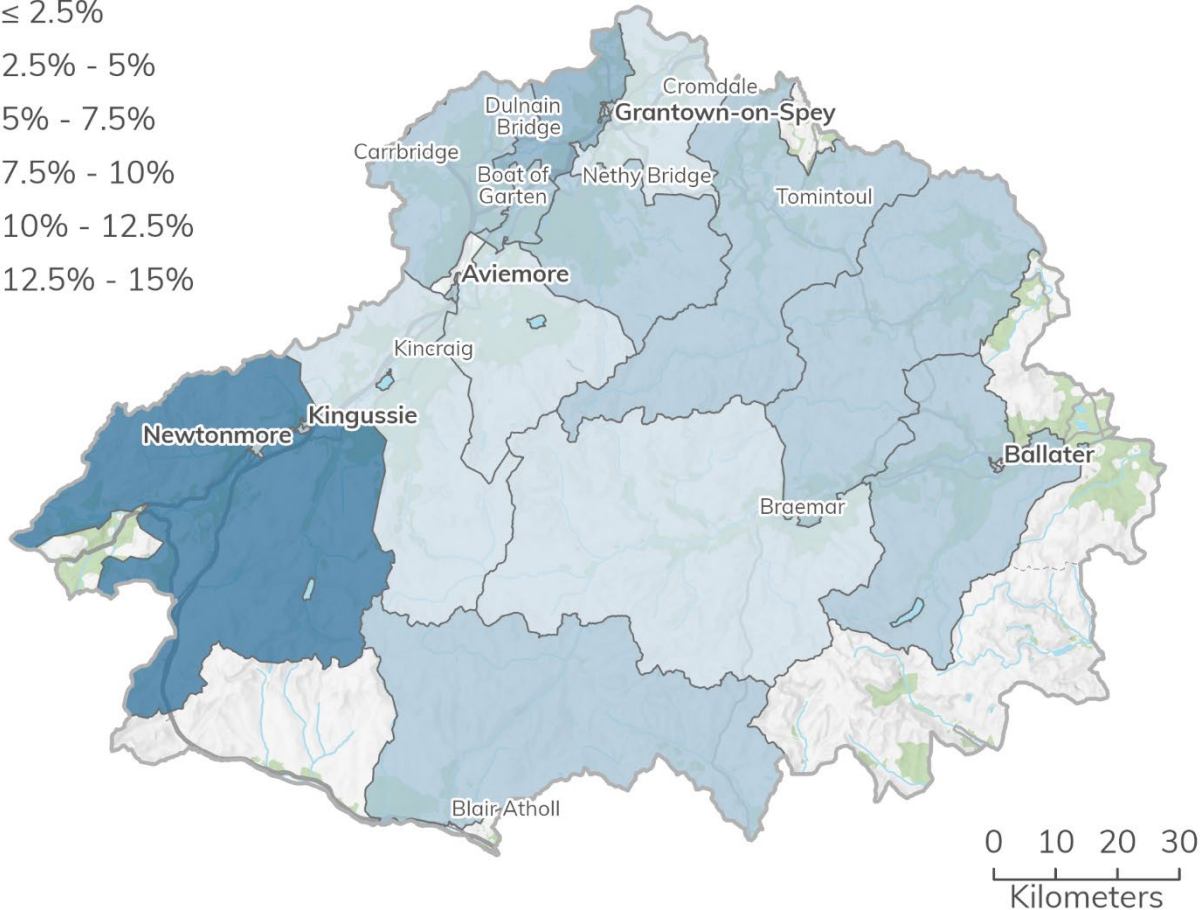 ≤ 2.5%
2.5% - 5%
5% - 7.5%
7.5% - 10%
10% - 12.5%
12.5% - 15%
Cromdale
Dulnain
Bridge
Grantown-on-Spey
Carrbridge
Boat of
Garten
Nethy Bridge
Tomintoul
Aviemore
Kincraig
Kingussie
Newtonmore
Ballater
Braemar
Blair Atholl
0 10 20 30
Kilometers